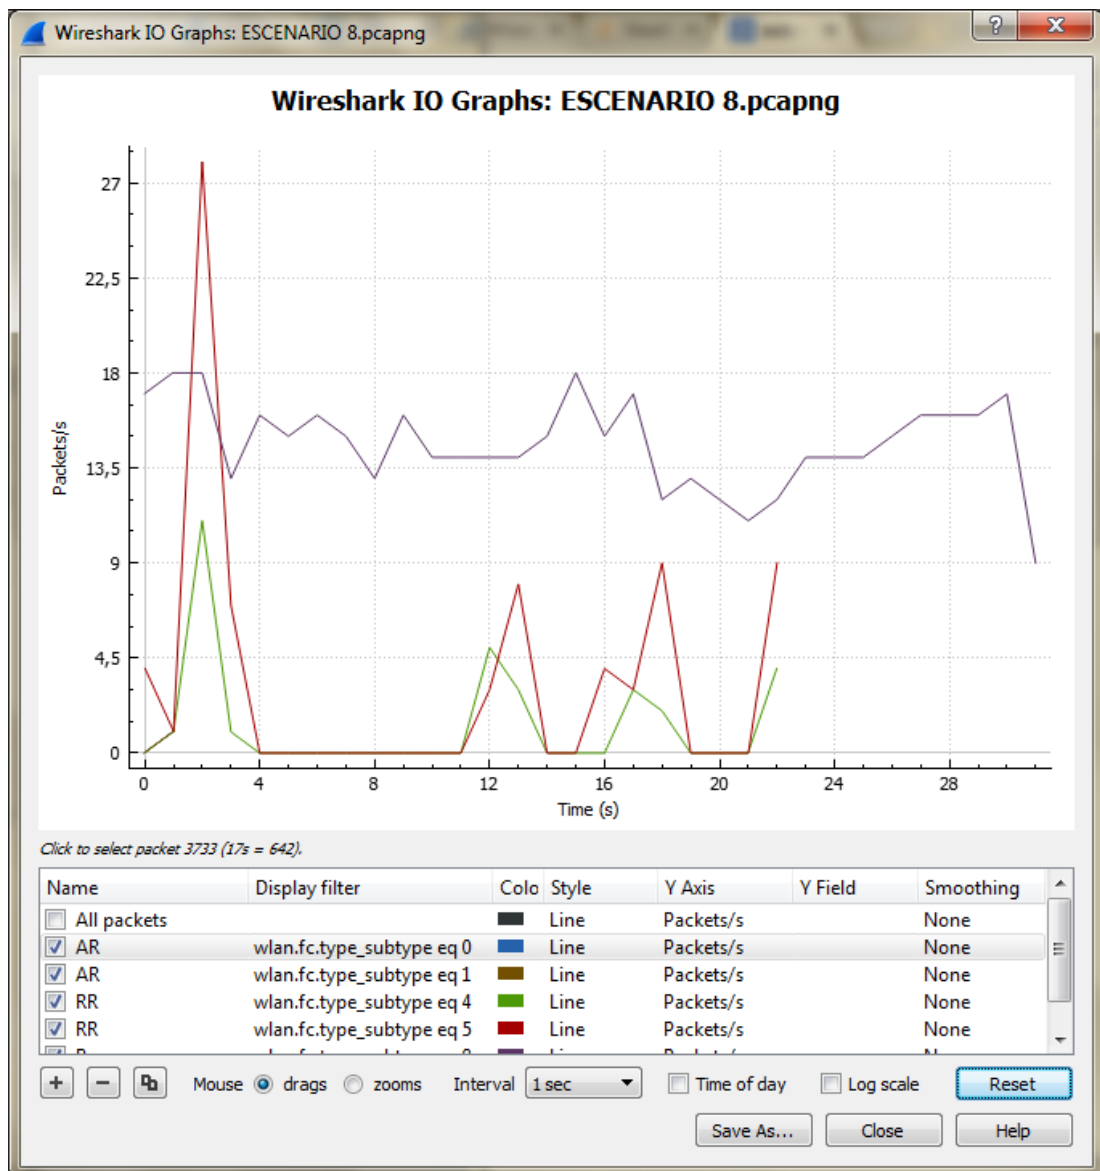 Wireshark IO Graphs: ESCENARIO 8.pcapng
?
Wireshark IO Graphs: ESCENARIO 8.pcapng
27
22,5
18
13,5
9
4,5
0
Packets/s
0 4 8 12 16 20 24 28
Time (s)
Click to select packet 3733 (17s = 642).
Name Display filter Colo Style Y Axis Y Field Smoothing
All packets Line Packets/s None
AR wlan.fc.type_subtype eq 0 Line Packets/s None
AR wlan.fc.type_subtype eq 1 Line Packets/s None
RR wlan.fc.type_subtype eq 4 Line Packets/s None
RR wlan.fc.type_subtype eq 5 Line Packets/s None
+ − Mouse drags zooms Interval 1 sec Time of day Log scale Reset
Save As... Close Help